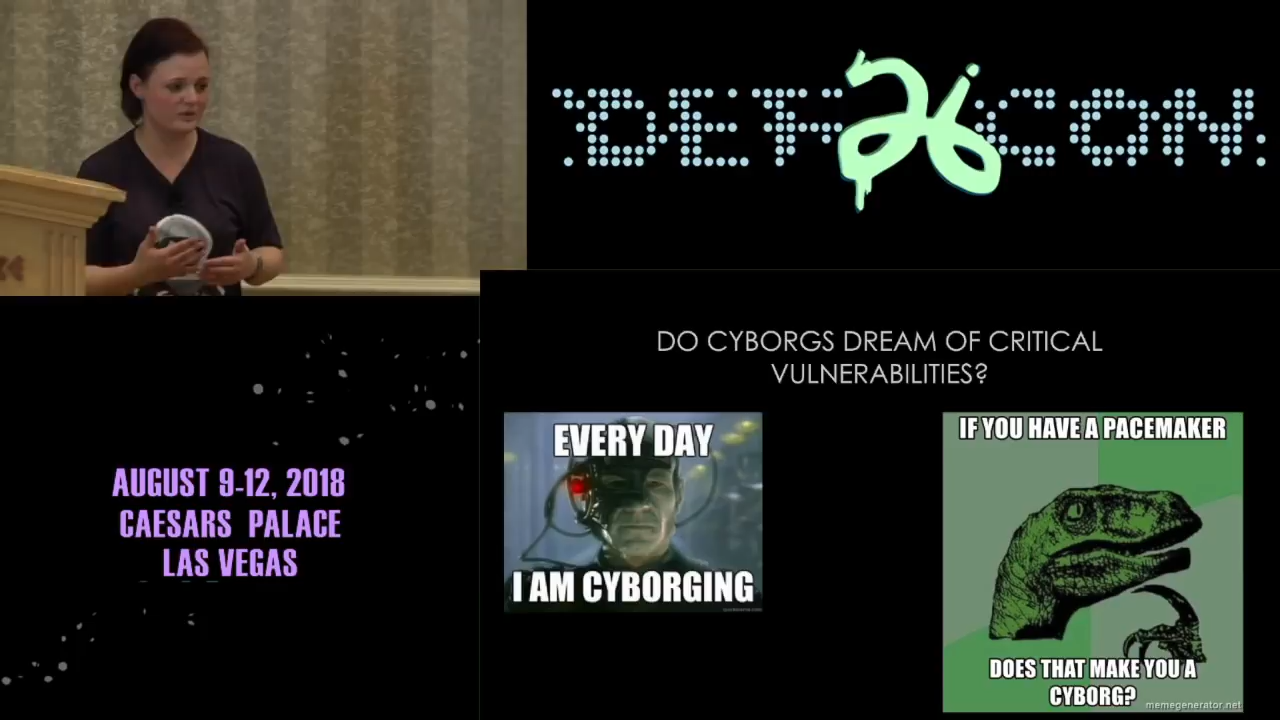 DEF 26 CON
DO CYBORGS DREAM OF CRITICAL
VULNERABILITIES?
EVERY DAY
I AM CYBORGING
IF YOU HAVE A PACEMAKER
DOES THAT MAKE YOU A
CYBORG?
memegenerator.net
AUGUST 9-12, 2018
CAESARS PALACE
LAS VEGAS